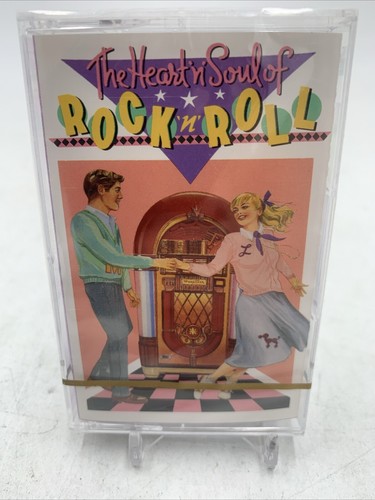 The Heart 'n' Soul of
ROCK 'n' ROLL
L